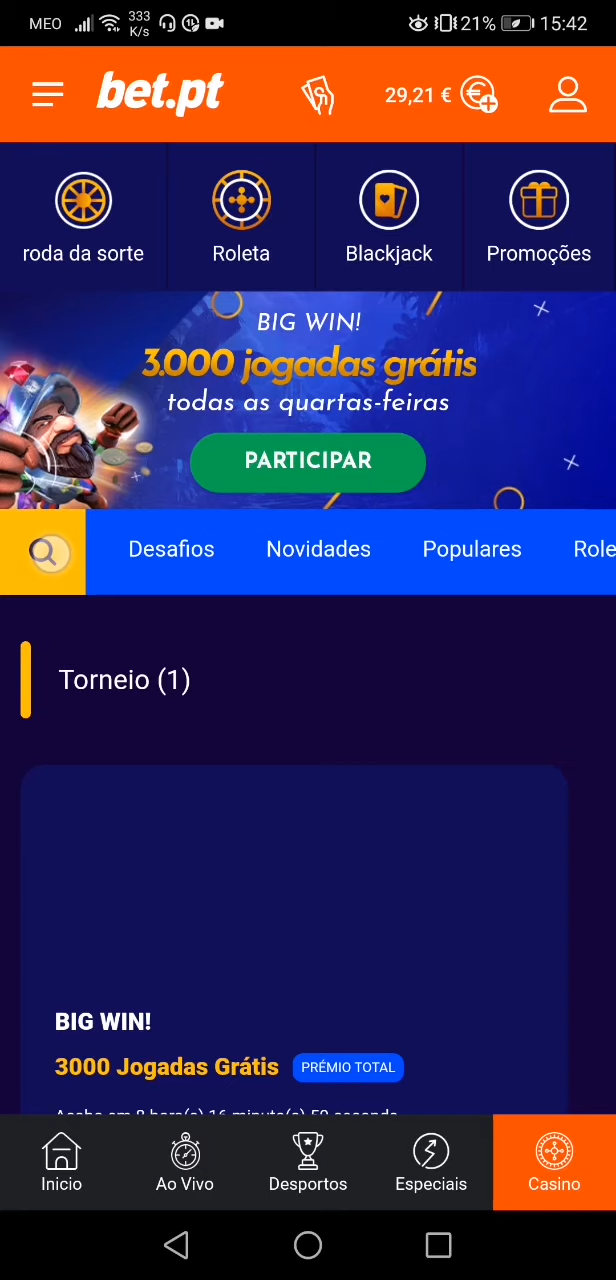 MEO 333 K/s 21% 15:42
bet.pt 29,21 €
roda da sorte Roleta Blackjack Promoções
BIG WIN!
3.000 jogadas grátis
todas as quartas-feiras
PARTICIPAR
Desafios Novidades Populares Role
Torneio (1)
BIG WIN!
3000 Jogadas Grátis PRÉMIO TOTAL
Inicio Ao Vivo Desportos Especiais Casino